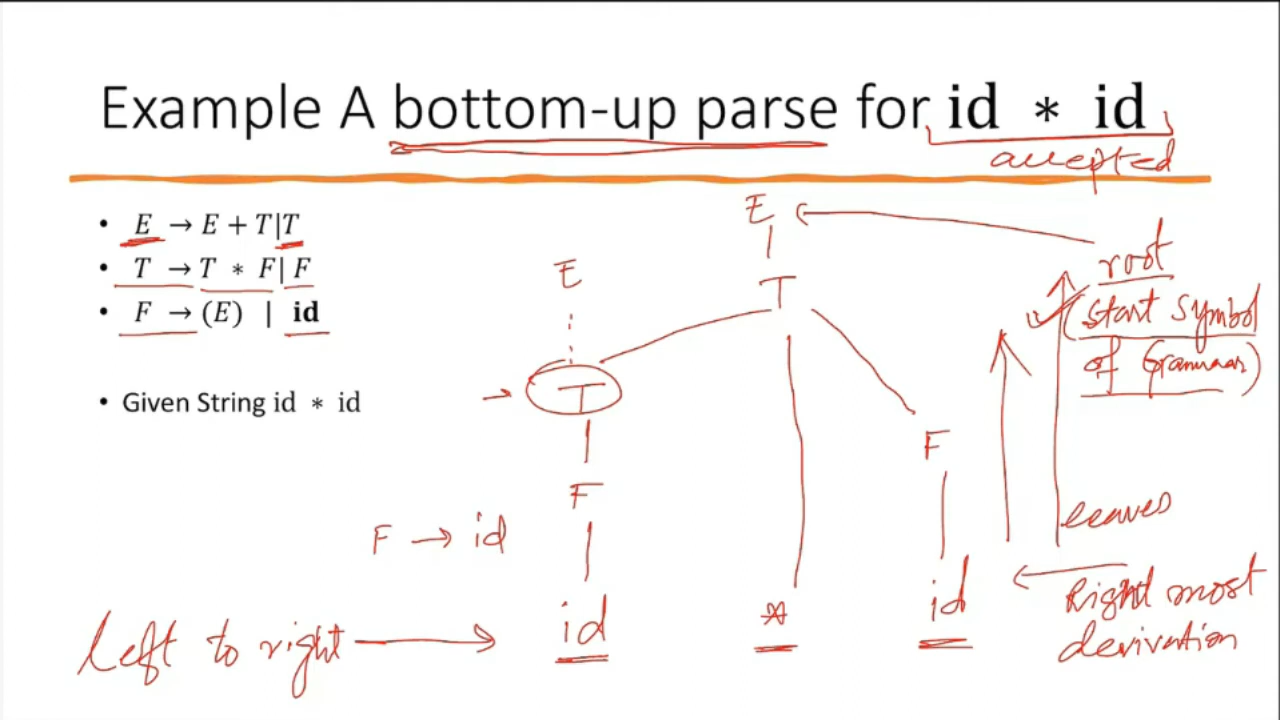 Example A bottom-up parse for id * id
accepted
• E → E + T|T
• T → T * F| F
• F → (E) | id
• Given String id * id
E
T
E
T
F
F
F → id
id
*
id
root
(start symbol
of Grammar)
leaves
Right most
derivation
left to right